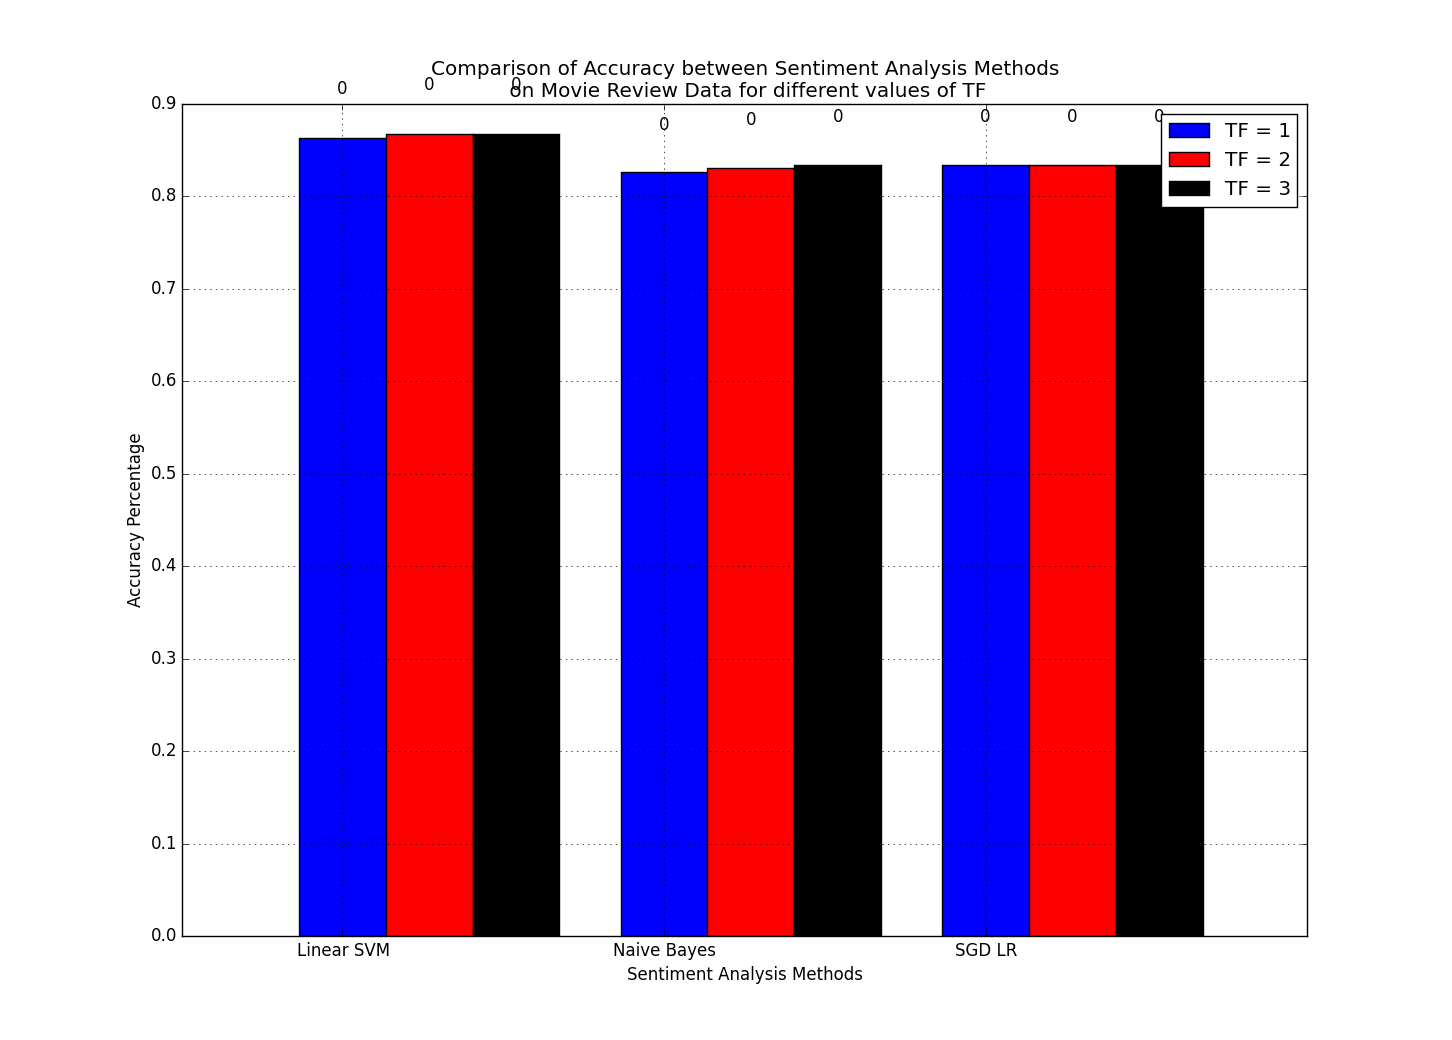 Comparison of Accuracy between Sentiment Analysis Methods
on Movie Review Data for different values of TF
0 0 0
0 0 0
0 0 0
TF = 1
TF = 2
TF = 3
0.9
0.8
0.7
0.6
0.5
0.4
0.3
0.2
0.1
0.0
Accuracy Percentage
Linear SVM Naive Bayes SGD LR
Sentiment Analysis Methods